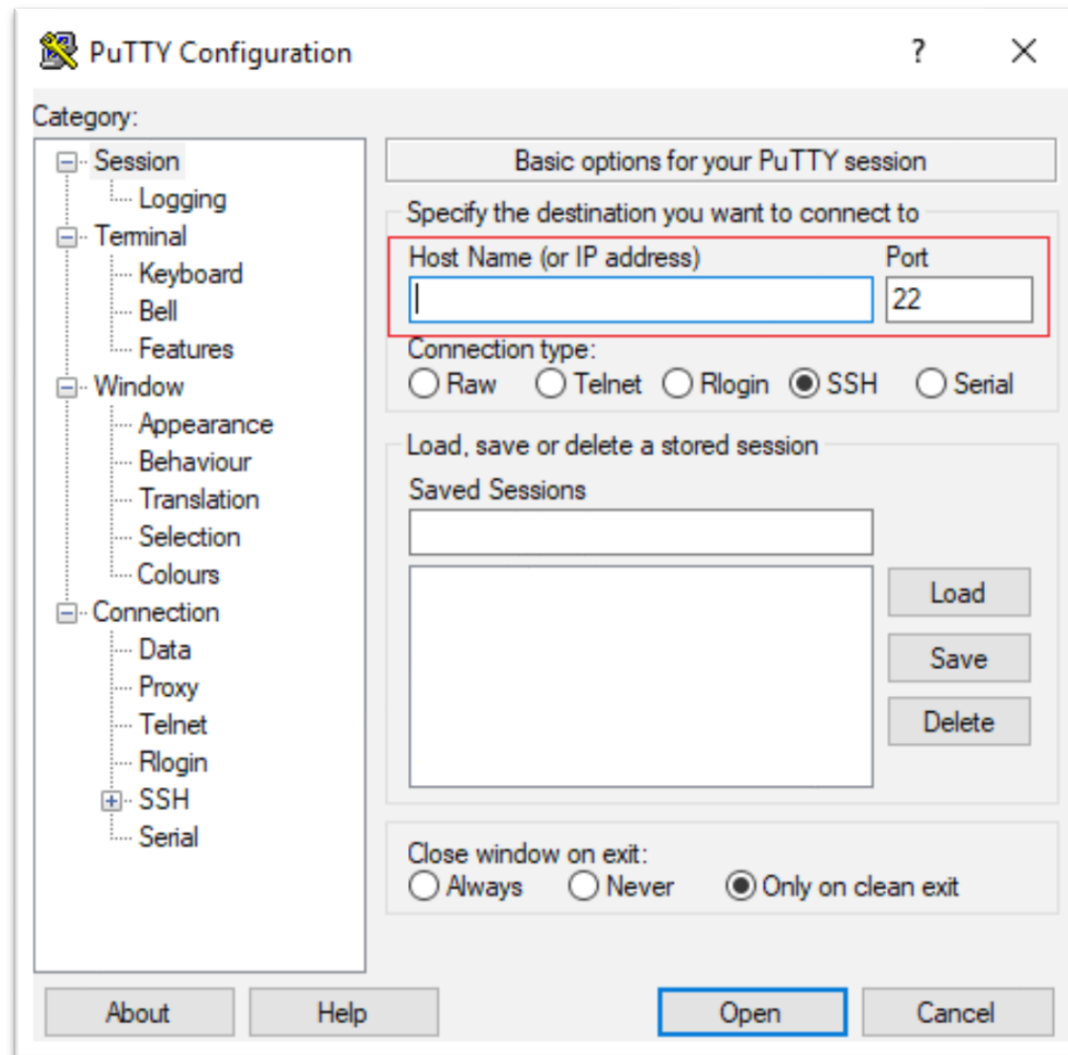 PuTTY Configuration
?
Category:
Session
Logging
Terminal
Keyboard
Bell
Features
Window
Appearance
Behaviour
Translation
Selection
Colours
Connection
Data
Proxy
Telnet
Rlogin
SSH
Serial
Basic options for your PuTTY session
Specify the destination you want to connect to
Host Name (or IP address) Port
22
Connection type:
Raw Telnet Rlogin SSH Serial
Load, save or delete a stored session
Saved Sessions
Load
Save
Delete
Close window on exit:
Always Never Only on clean exit
About Help Open Cancel